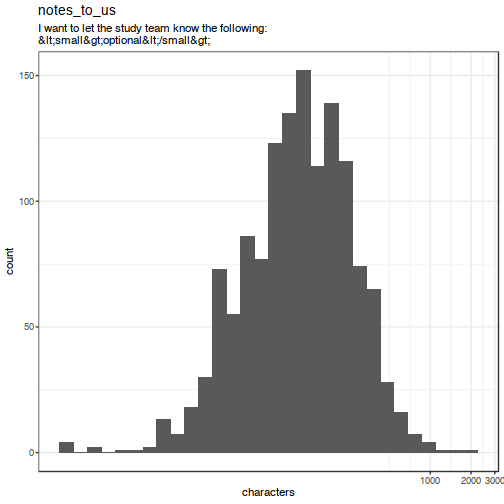 notes_to_us
I want to let the study team know the following:
&lt;small&gt;optional&lt;/small&gt;
150
100
50
0
count
1000 2000 3000
characters